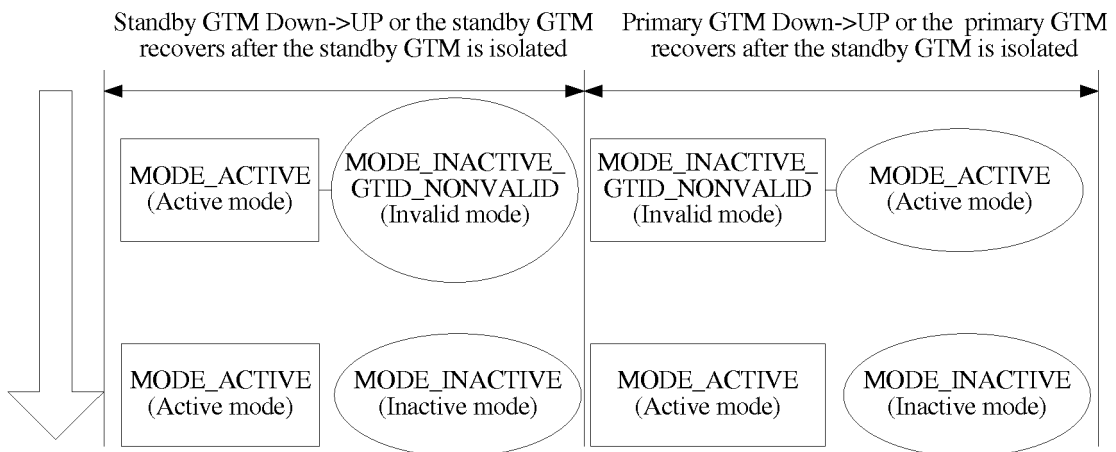 Standby GTM Down->UP or the standby GTM
recovers after the standby GTM is isolated
Primary GTM Down->UP or the primary GTM
recovers after the standby GTM is isolated
MODE_ACTIVE
(Active mode)
MODE_INACTIVE_
GTID_NONVALID
(Invalid mode)
MODE_INACTIVE_
GTID_NONVALID
(Invalid mode)
MODE_ACTIVE
(Active mode)
MODE_ACTIVE
(Active mode)
MODE_INACTIVE
(Inactive mode)
MODE_ACTIVE
(Active mode)
MODE_INACTIVE
(Inactive mode)